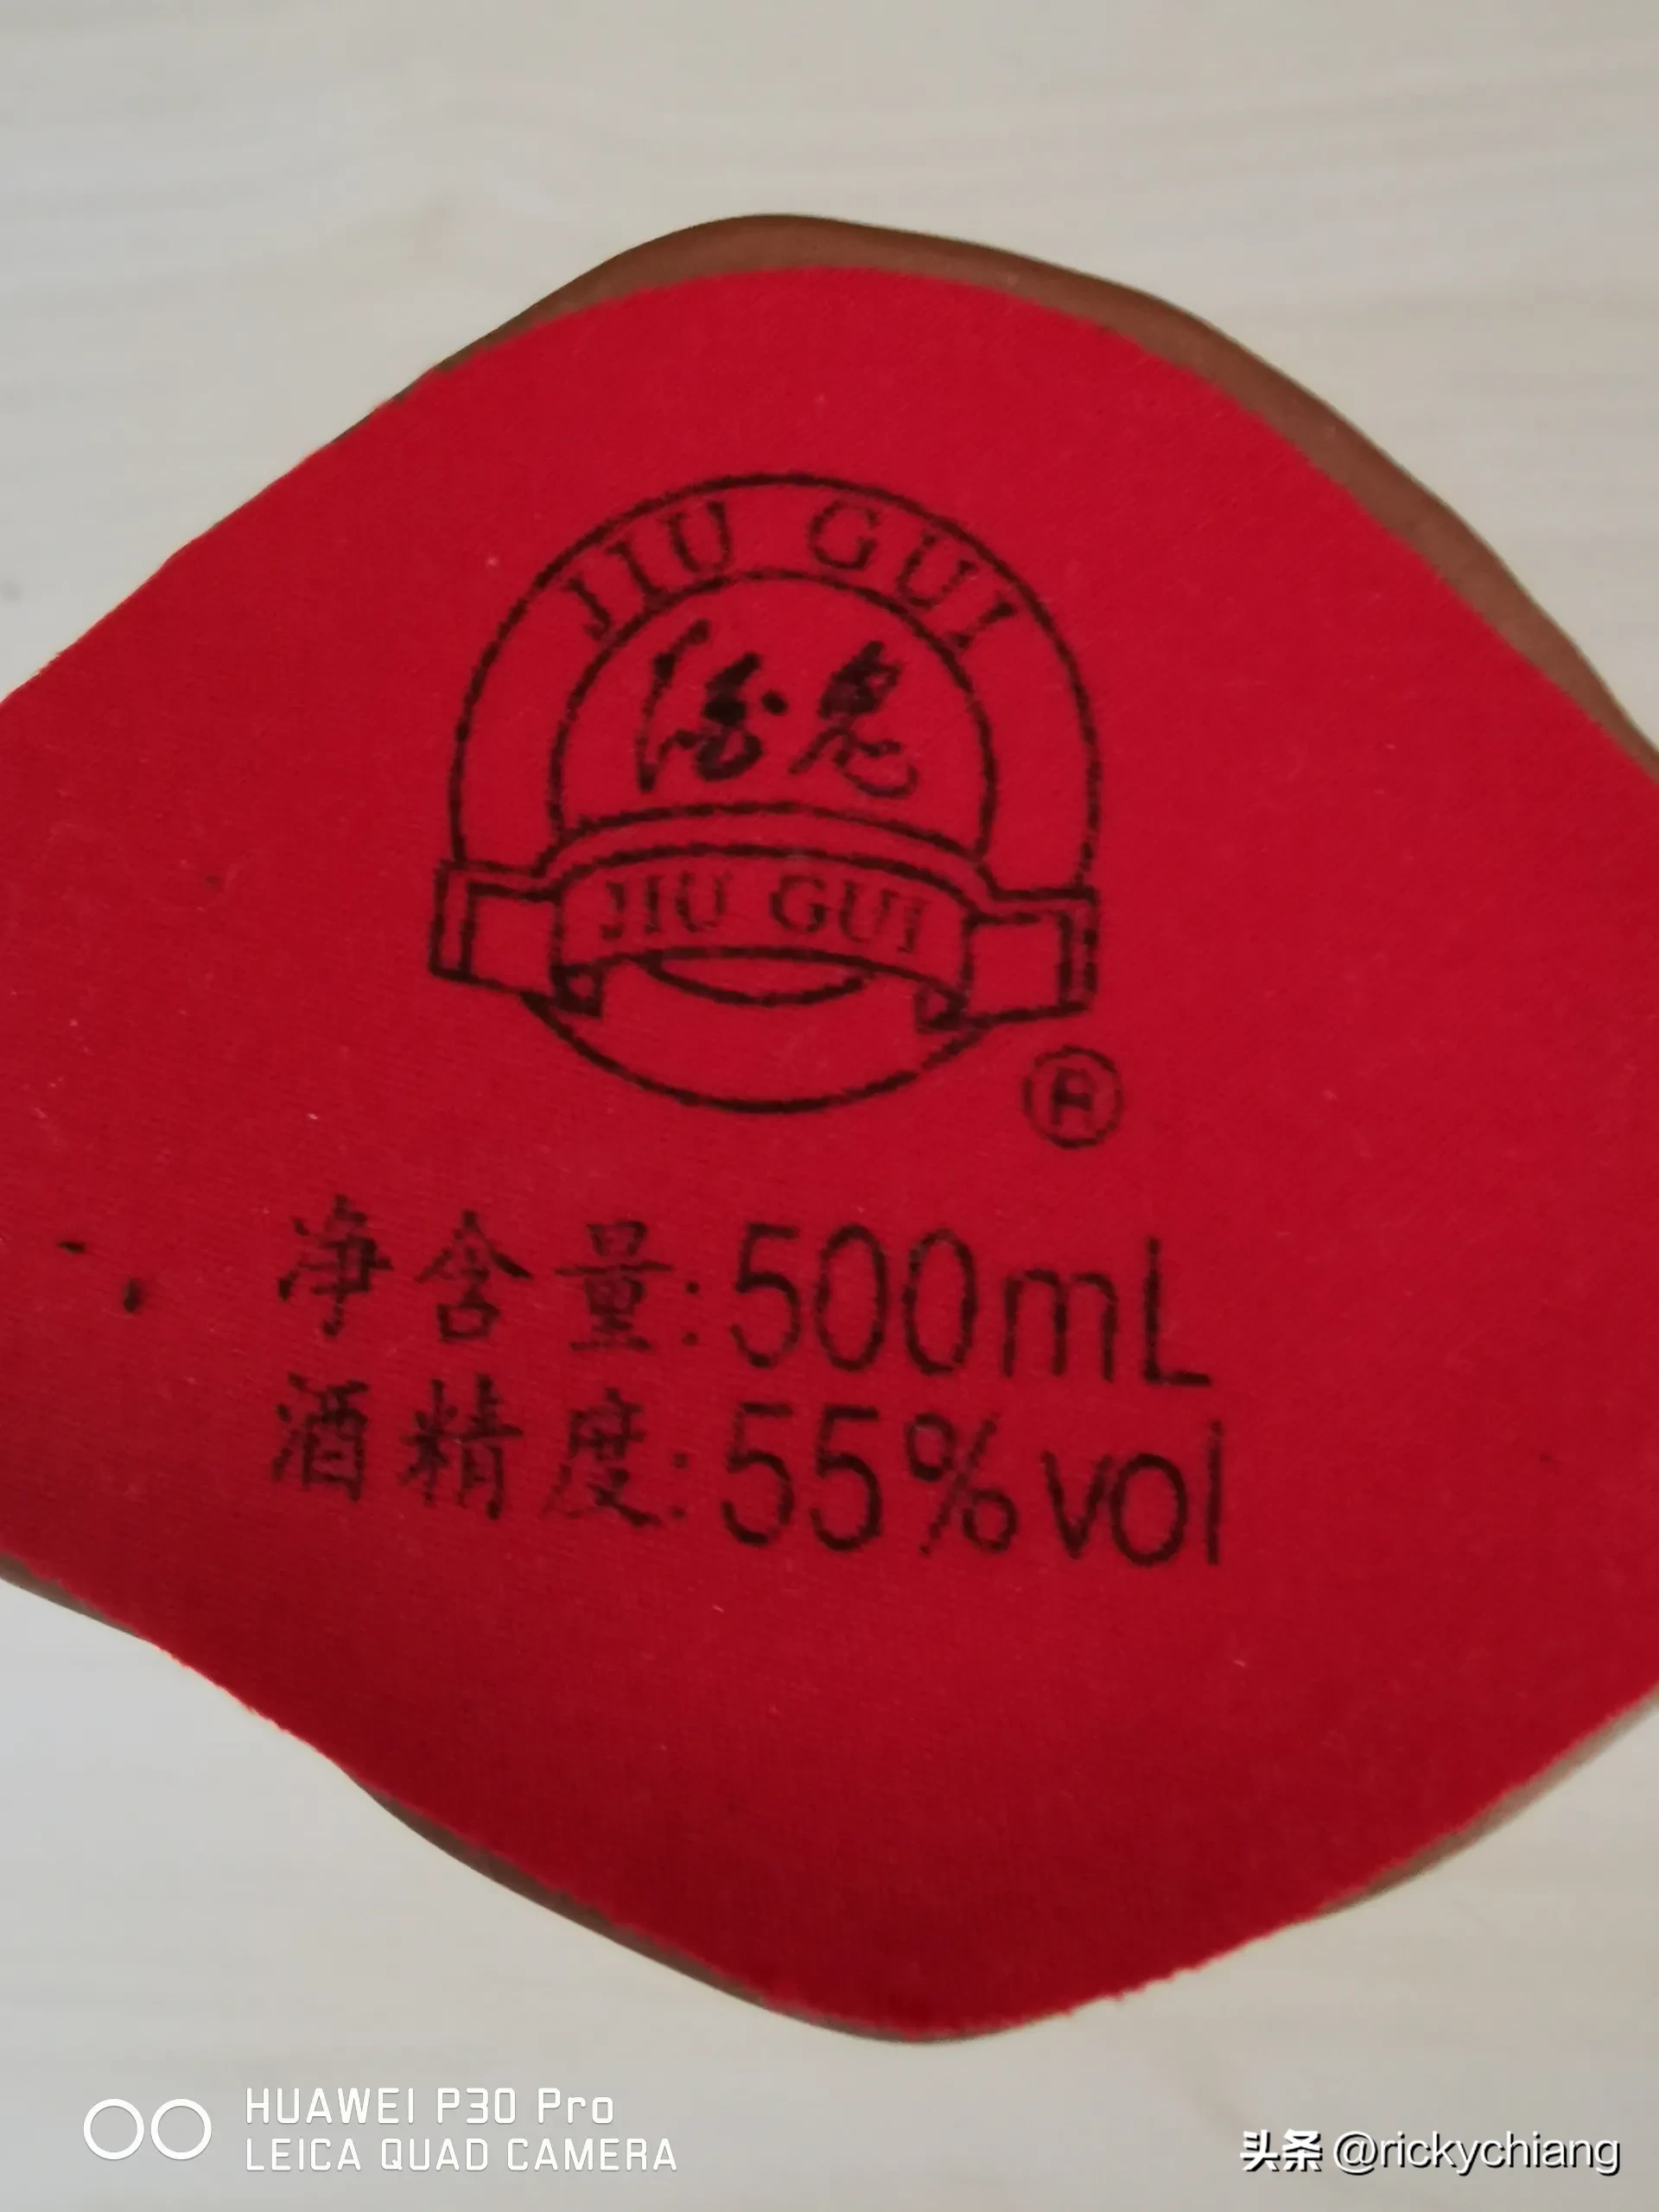 JIU GUI
酒鬼
JIU GUI
®
净含量:500mL
酒精度:55%vol
HUAWEI P30 Pro
LEICA QUAD CAMERA
头条 @rickychiang